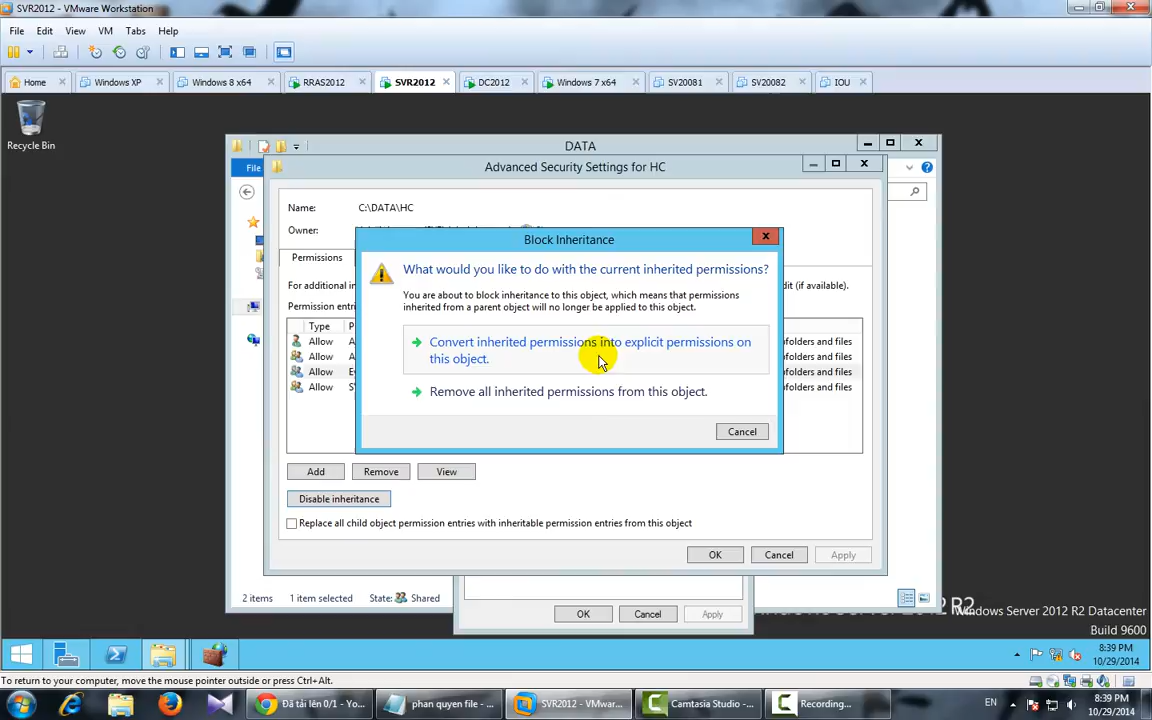 SVR2012 - VMware Workstation
File Edit View VM Tabs Help
Home Windows XP Windows 8 x64 RRAS2012 SVR2012 DC2012 Windows 7 x64 SV20081 SV20082 IOU
Recycle Bin
DATA
File
Advanced Security Settings for HC
Name: C:\DATA\HC
Owner:
Block Inheritance
Permissions
What would you like to do with the current inherited permissions?
For additional in
dit (if available).
You are about to block inheritance to this object, which means that permissions
inherited from a parent object will no longer be applied to this object.
Permission entri
Type P
Convert inherited permissions into explicit permissions on
this object.
Allow A
ofolders and files
Allow
ofolders and files
Allow E
ofolders and files
Allow S
ofolders and files
Remove all inherited permissions from this object.
Cancel
Add Remove View
Disable inheritance
Replace all child object permission entries with inheritable permission entries from this object
OK Cancel Apply
2 items 1 item selected State: Shared
OK Cancel Apply
Windows Server 2012 R2 Datacenter
Build 9600
8:39 PM
10/29/2014
To return to your computer, move the mouse pointer outside or press Ctrl+Alt.
Đã tải lên 0/1 - Yo... phan quyen file - ... SVR2012 - VMwar... Camtasia Studio - ... Recording... EN
8:39 PM
10/29/2014